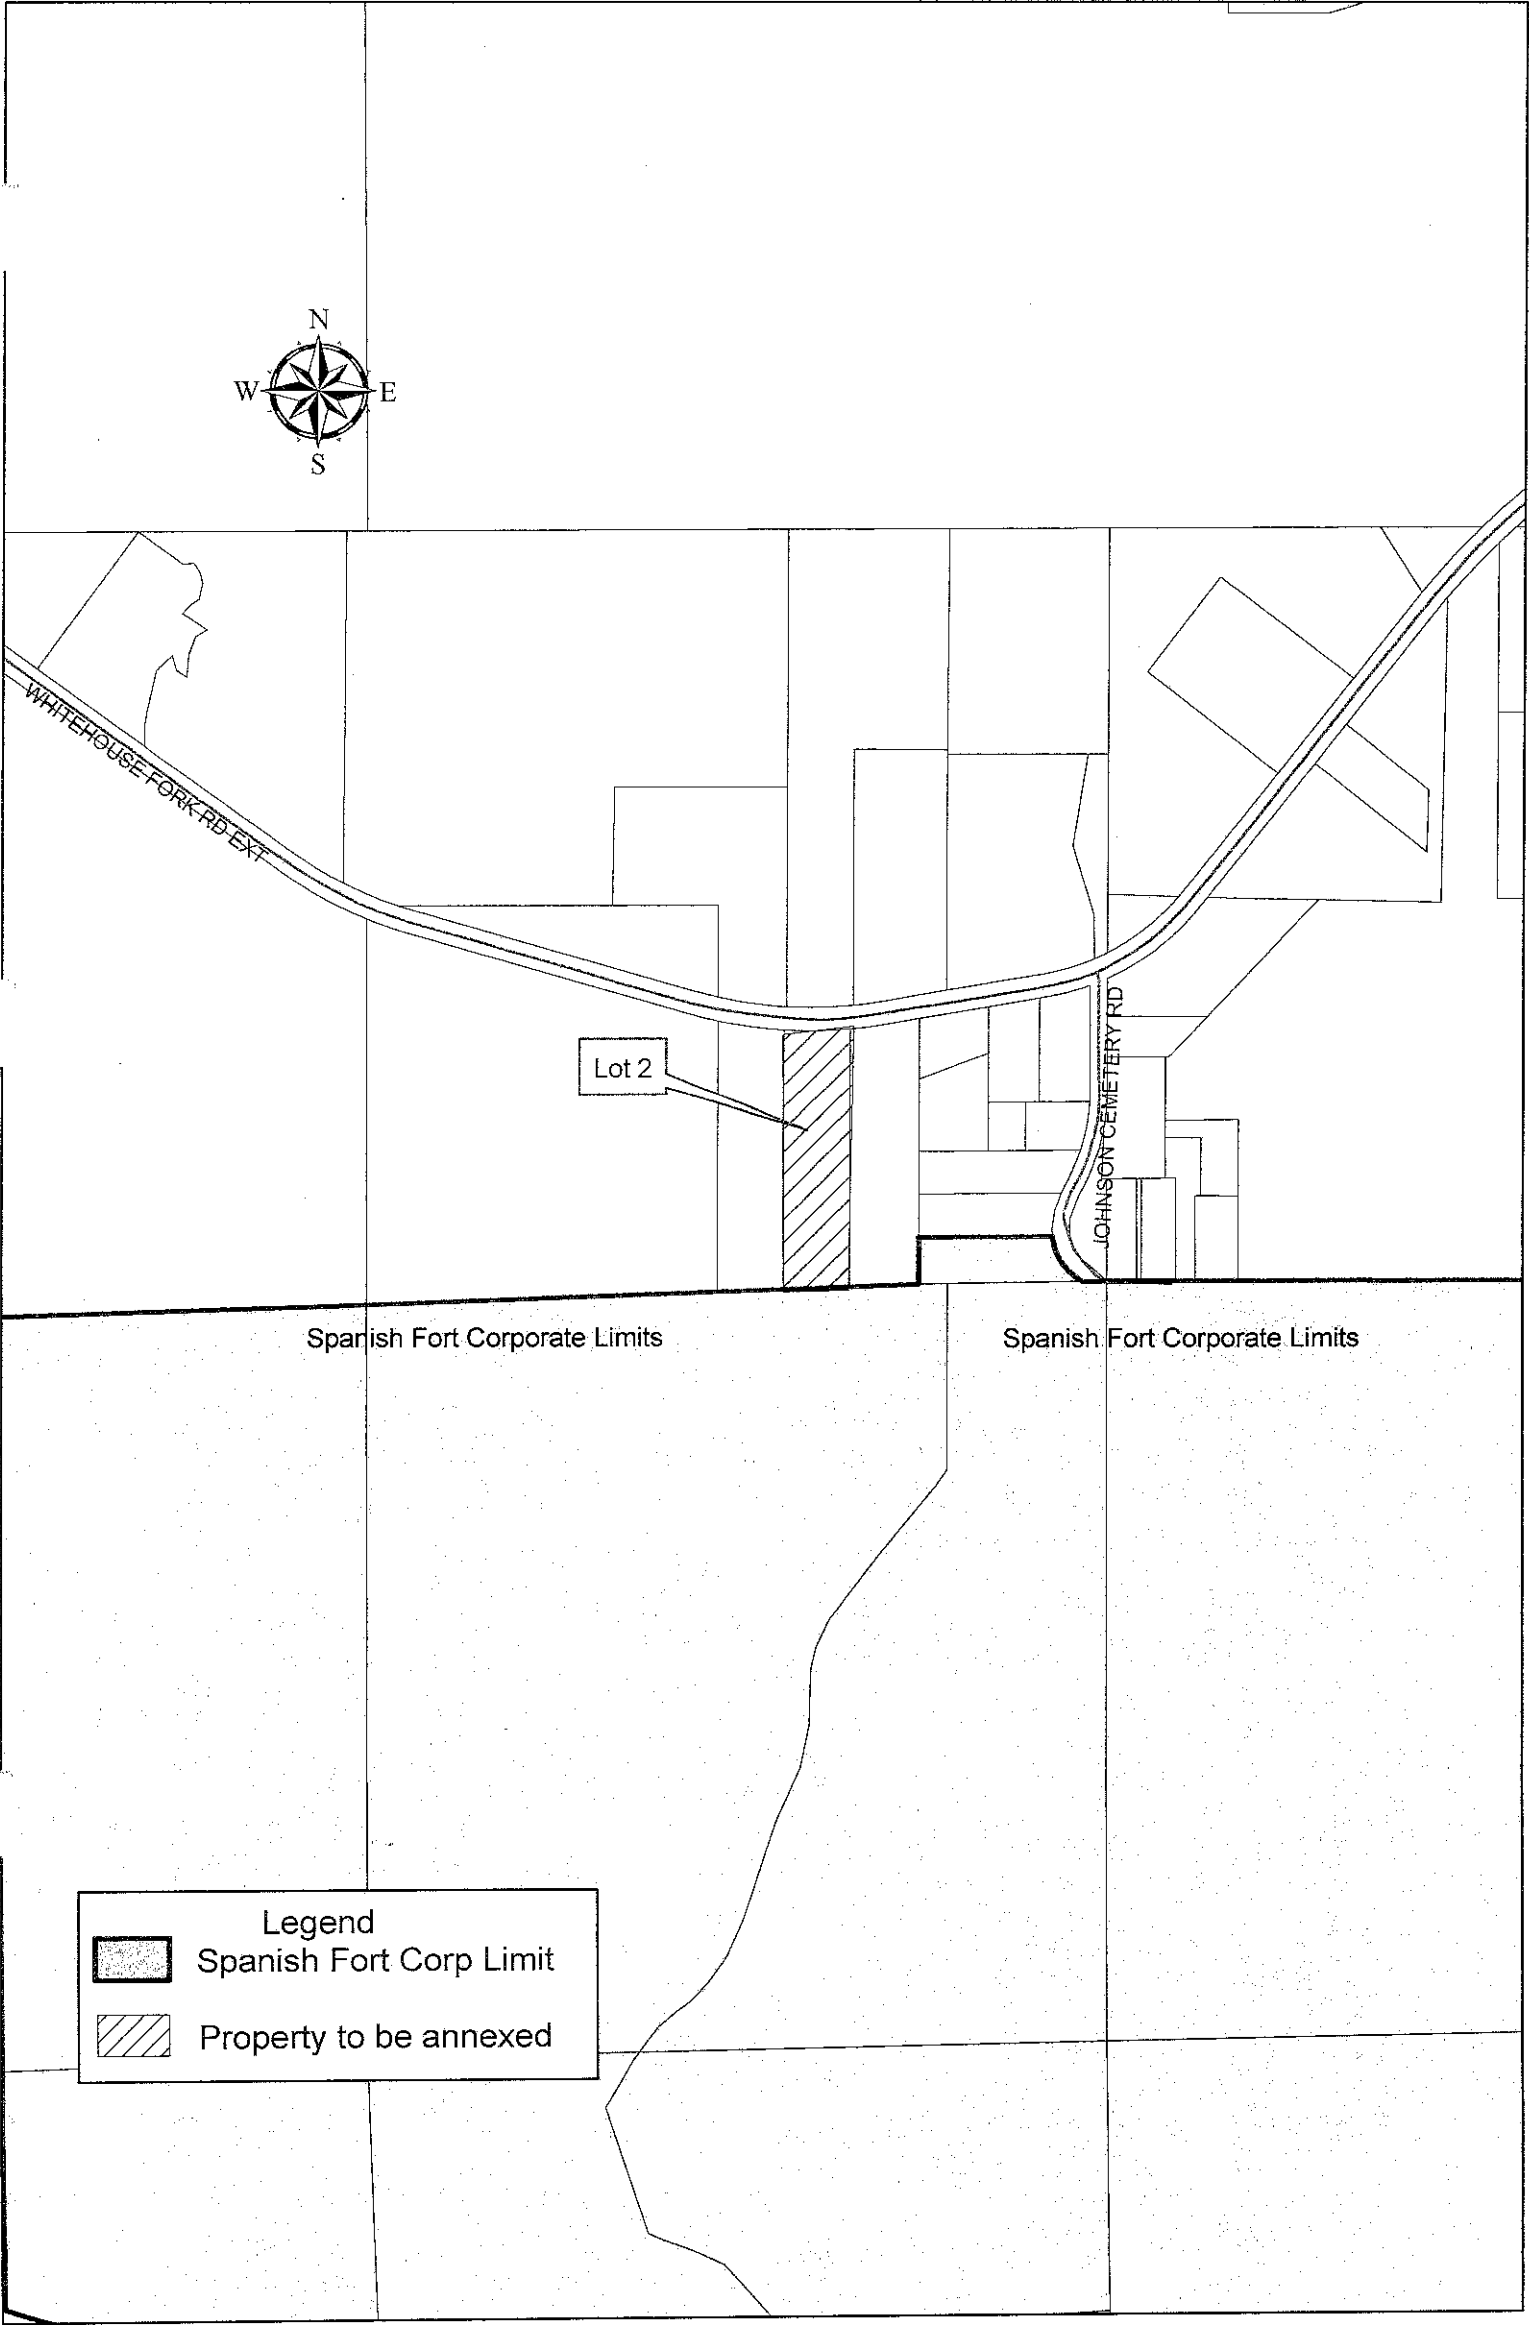 N
W E
S
WHITEHOUSE FORK RD EXT
Lot 2
JOHNSON CEMETERY RD
Spanish Fort Corporate Limits
Spanish Fort Corporate Limits
Legend
Spanish Fort Corp Limit
Property to be annexed